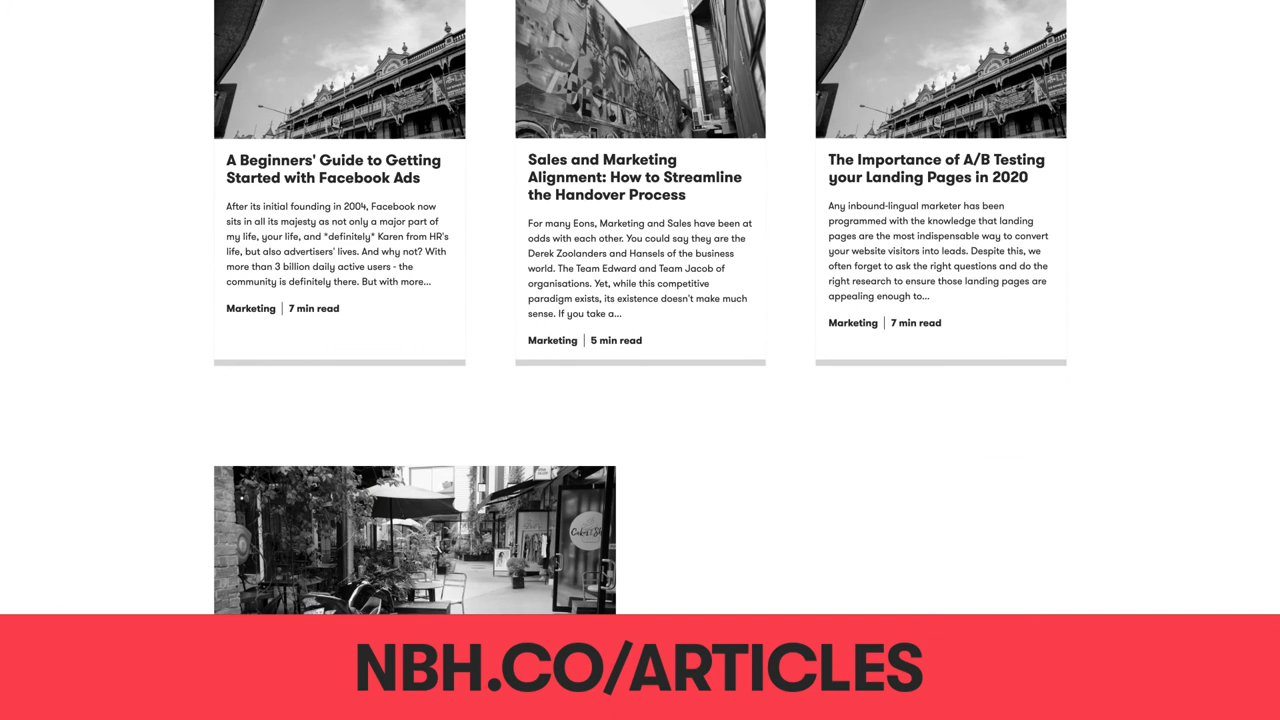 A Beginners' Guide to Getting
Started with Facebook Ads
After its initial founding in 2004, Facebook now
sits in all its majesty as not only a major part of
my life, your life, and *definitely* Karen from HR's
life, but also advertisers' lives. And why not? With
more than 3 billion daily active users - the
community is definitely there. But with more...
Marketing | 7 min read
Sales and Marketing
Alignment: How to Streamline
the Handover Process
For many Eons, Marketing and Sales have been at
odds with each other. You could say they are the
Derek Zoolanders and Hansels of the business
world. The Team Edward and Team Jacob of
organisations. Yet, while this competitive
paradigm exists, its existence doesn't make much
sense. If you take a...
Marketing | 5 min read
The Importance of A/B Testing
your Landing Pages in 2020
Any inbound-lingual marketer has been
programmed with the knowledge that landing
pages are the most indispensable way to convert
your website visitors into leads. Despite this, we
often forget to ask the right questions and do the
right research to ensure those landing pages are
appealing enough to...
Marketing | 7 min read
NBH.CO/ARTICLES